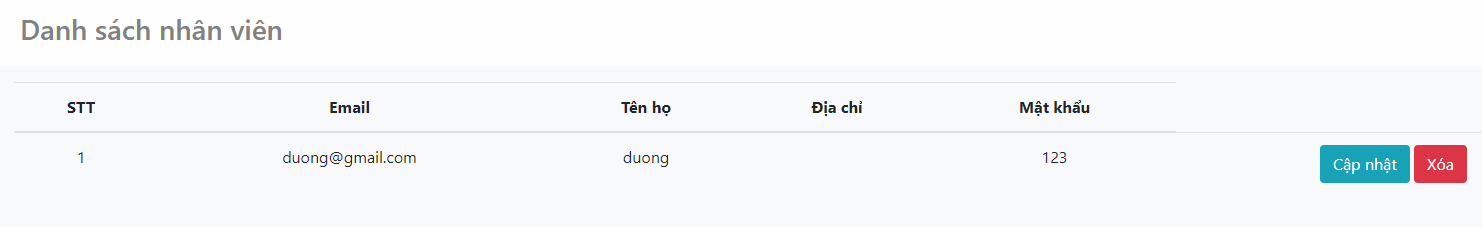 Danh sách nhân viên
STT Email Tên họ Địa chỉ Mật khẩu
1 duong@gmail.com duong 123 Cập nhật Xóa